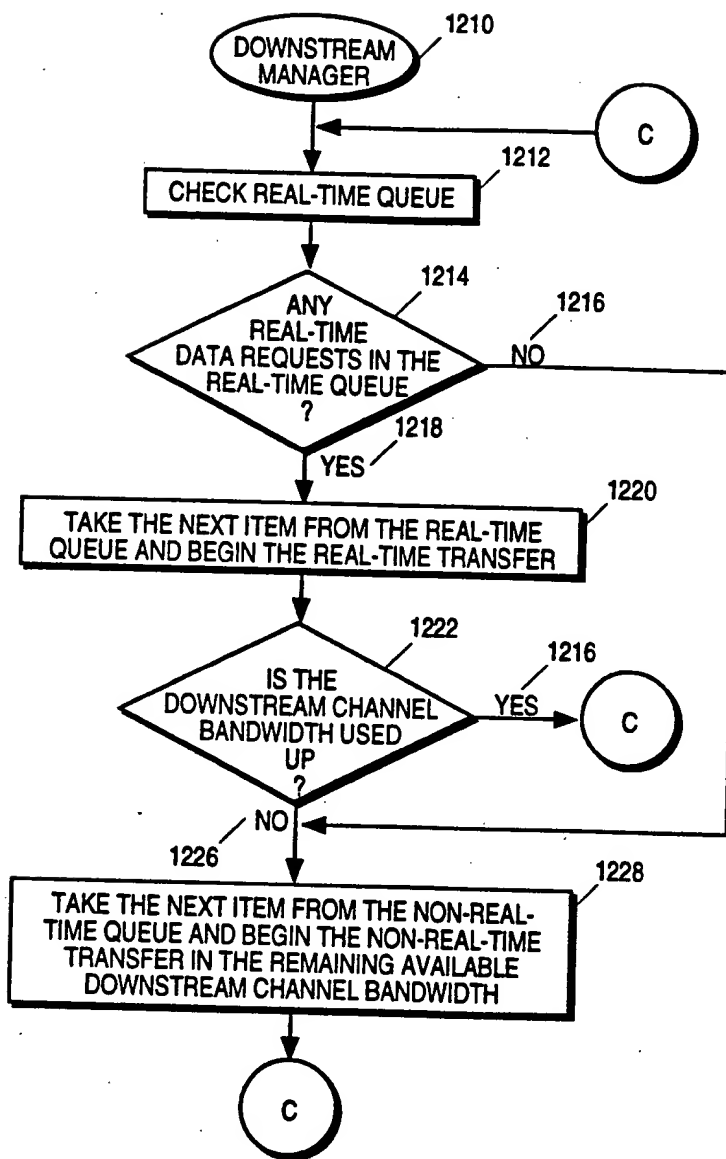 1210
DOWNSTREAM
MANAGER
C
1212
CHECK REAL-TIME QUEUE
1214
ANY
REAL-TIME
DATA REQUESTS IN THE
REAL-TIME QUEUE
?
1216
NO
1218
YES
1220
TAKE THE NEXT ITEM FROM THE REAL-TIME
QUEUE AND BEGIN THE REAL-TIME TRANSFER
1222
IS THE
DOWNSTREAM CHANNEL
BANDWIDTH USED
UP
?
1216
YES
C
NO
1226
1228
TAKE THE NEXT ITEM FROM THE NON-REAL-
TIME QUEUE AND BEGIN THE NON-REAL-TIME
TRANSFER IN THE REMAINING AVAILABLE
DOWNSTREAM CHANNEL BANDWIDTH
C